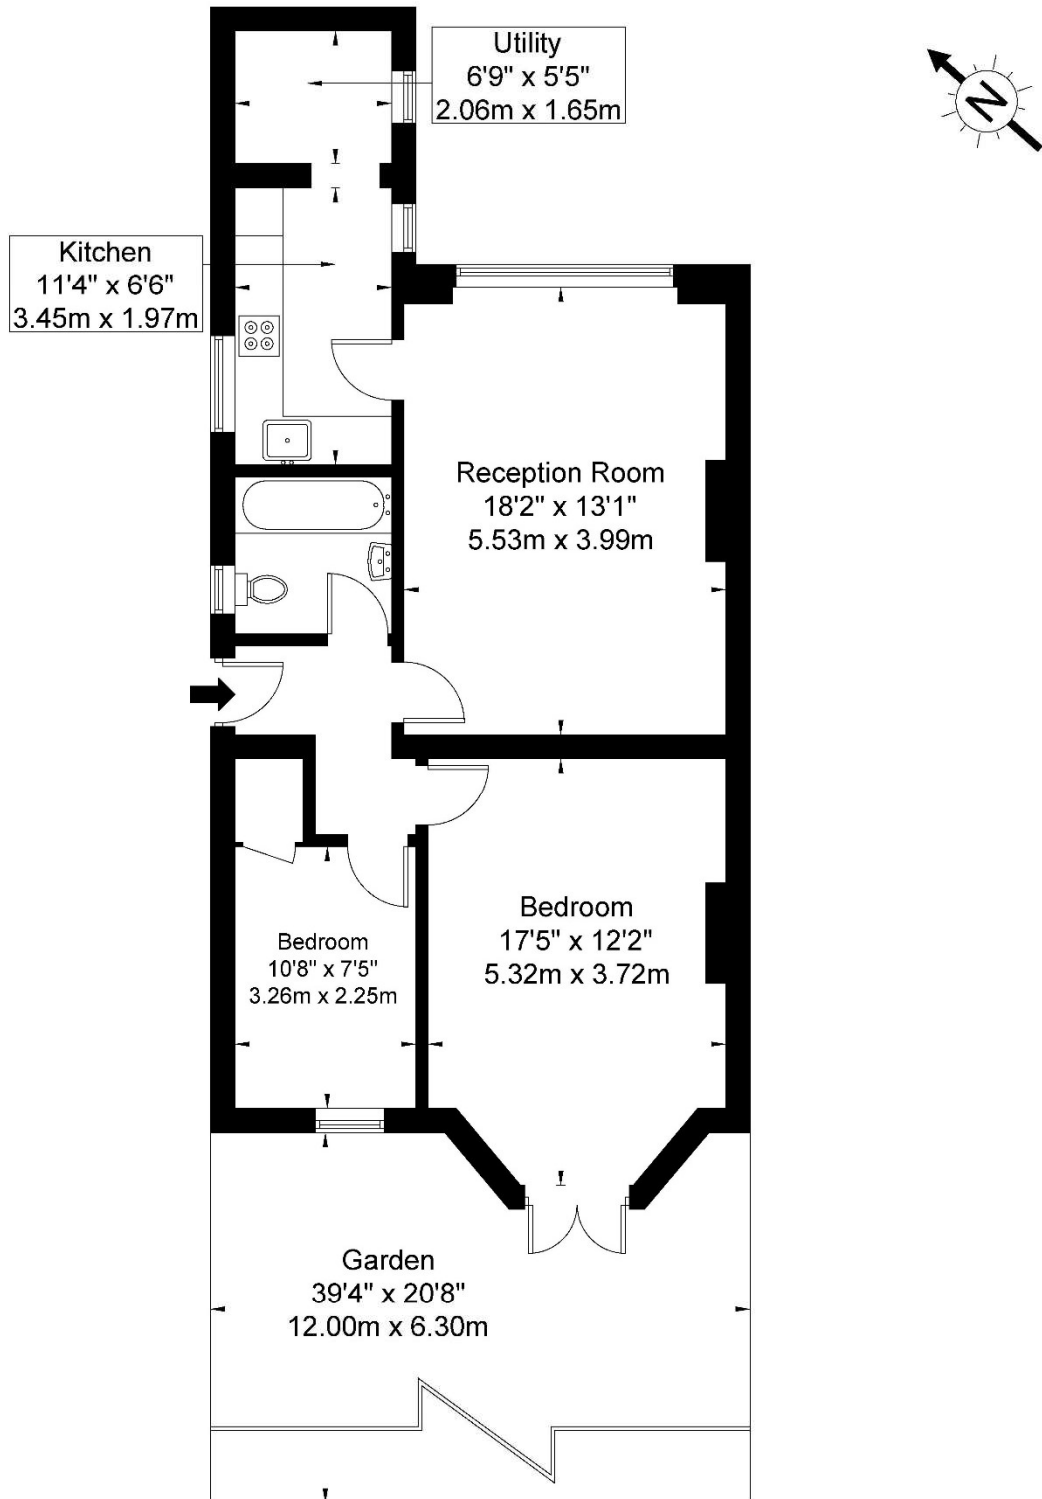 Utility
6'9" x 5'5"
2.06m x 1.65m
N
Kitchen
11'4" x 6'6"
3.45m x 1.97m
Reception Room
18'2" x 13'1"
5.53m x 3.99m
Bedroom
17'5" x 12'2"
5.32m x 3.72m
Bedroom
10'8" x 7'5"
3.26m x 2.25m
Garden
39'4" x 20'8"
12.00m x 6.30m